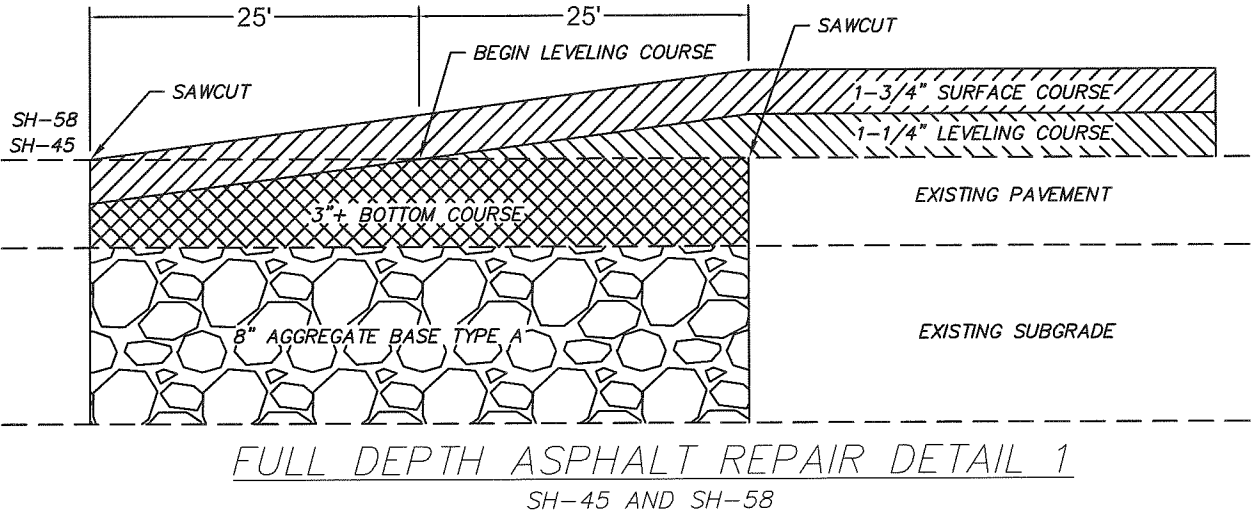 25'
25'
SAWCUT
BEGIN LEVELING COURSE
SAWCUT
1-3/4" SURFACE COURSE
SH-58
SH-45
1-1/4" LEVELING COURSE
EXISTING PAVEMENT
3"+ BOTTOM COURSE
8" AGGREGATE BASE TYPE A
EXISTING SUBGRADE
FULL DEPTH ASPHALT REPAIR DETAIL 1
SH-45 AND SH-58